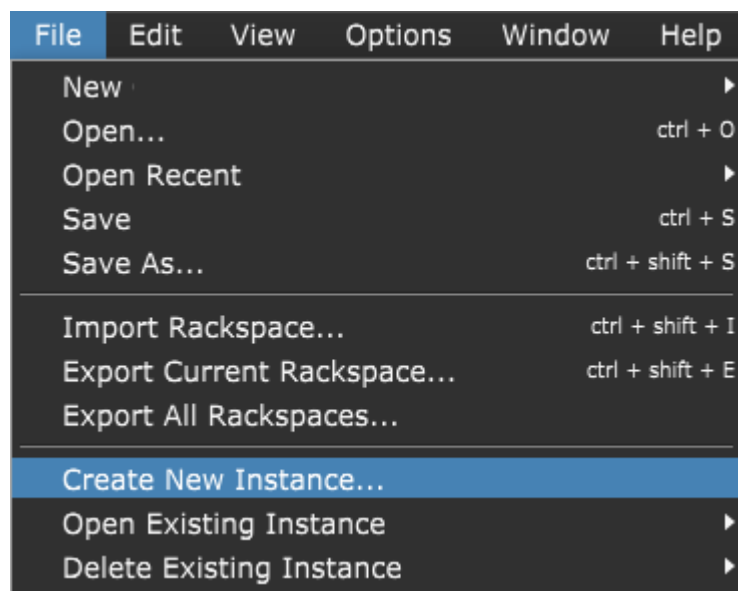 File Edit View Options Window Help
New
Open... ctrl + O
Open Recent
Save ctrl + S
Save As... ctrl + shift + S
Import Rackspace... ctrl + shift + I
Export Current Rackspace... ctrl + shift + E
Export All Rackspaces...
Create New Instance...
Open Existing Instance
Delete Existing Instance